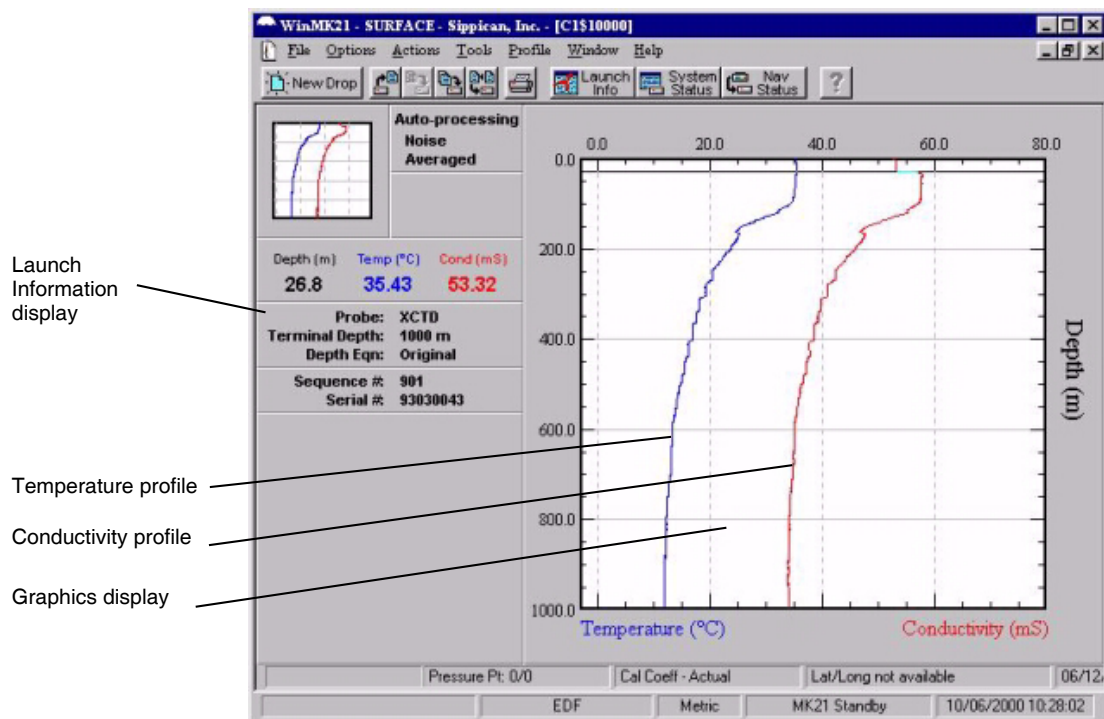 WinMK21 - SURFACE - Sippican, Inc. - [C1$10000]
File Options Actions Tools Profile Window Help
New Drop Launch Info System Status Nav Status ?
Auto-processing
Noise
Averaged
Depth (m) Temp (°C) Cond (mS)
26.8 35.43 53.32
Probe: XCTD
Terminal Depth: 1000 m
Depth Eqn: Original
Sequence #: 901
Serial #: 93030043
0.0 20.0 40.0 60.0 80.0
0.0
200.0
400.0
600.0
800.0
1000.0
Depth (m)
Temperature (°C) Conductivity (mS)
Pressure Pt: 0/0 Cal Coeff - Actual Lat/Long not available 06/12/
EDF Metric MK21 Standby 10/06/2000 10:28:02
Launch
Information
display
Temperature profile
Conductivity profile
Graphics display